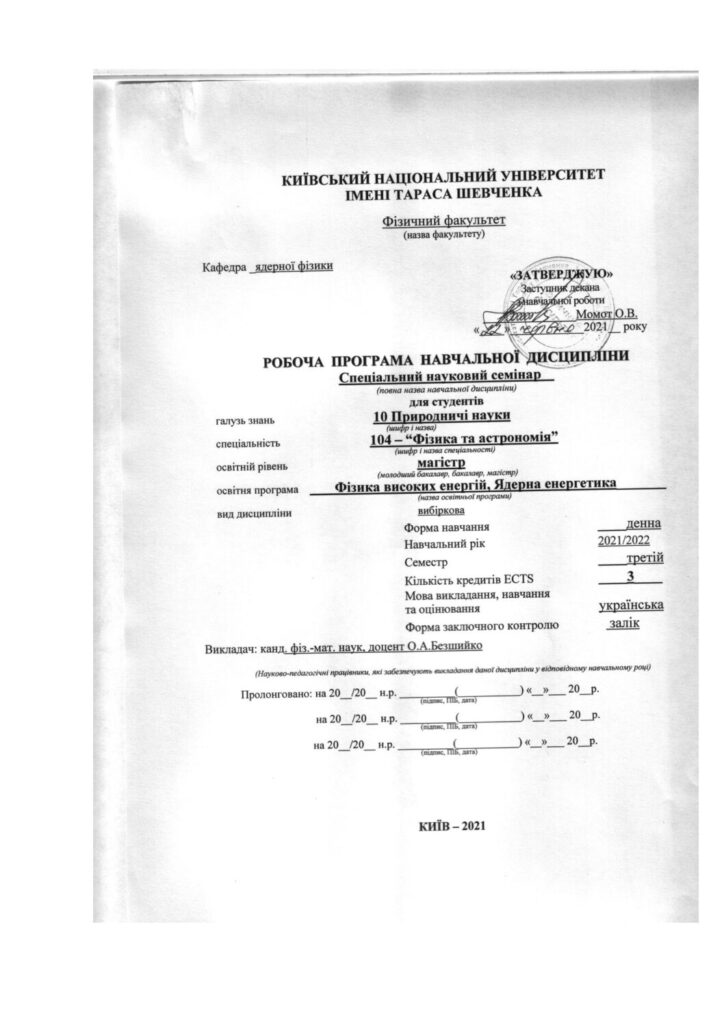 КИЇВСЬКИЙ НАЦІОНАЛЬНИЙ УНІВЕРСИТЕТ
ІМЕНІ ТАРАСА ШЕВЧЕНКА
Фізичний факультет
(назва факультету)
Кафедра _ядерної фізики
«ЗАТВЕРДЖУЮ»
Заступник декана
з навчальної роботи
Момот О.В.
«22» червня 2021__ року
РОБОЧА ПРОГРАМА НАВЧАЛЬНОЇ ДИСЦИПЛІНИ
Спеціальний науковий семінар
(повна назва навчальної дисципліни)
для студентів
галузь знань 10 Природничі науки
(шифр і назва)
спеціальність 104 – “Фізика та астрономія”
(шифр і назва спеціальності)
освітній рівень магістр
(молодший бакалавр, бакалавр, магістр)
освітня програма Фізика високих енергій, Ядерна енергетика
(назва освітньої програми)
вид дисципліни вибіркова
Форма навчання денна
Навчальний рік 2021/2022
Семестр третій
Кількість кредитів ECTS 3
Мова викладання, навчання
та оцінювання українська
Форма заключного контролю залік
Викладач: канд. фіз.-мат. наук, доцент О.А.Безшийко
(Науково-педагогічні працівники, які забезпечують викладання даної дисципліни у відповідному навчальному році)
Пролонговано: на 20__/20__ н.р. __________(___________) «__»___ 20__р.
(підпис, ПІБ, дата)
на 20__/20__ н.р. __________(___________) «__»___ 20__р.
(підпис, ПІБ, дата)
на 20__/20__ н.р. __________(___________) «__»___ 20__р.
(підпис, ПІБ, дата)
КИЇВ – 2021